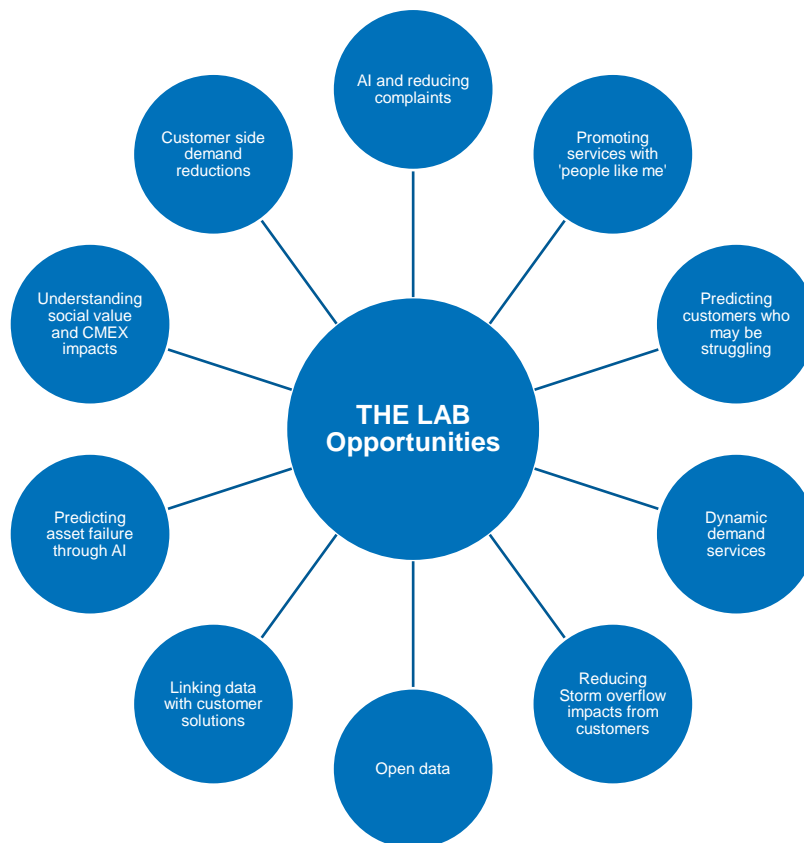 AI and reducing
complaints
Promoting
services with
'people like me'
Predicting
customers who
may be
struggling
Dynamic
demand
services
Reducing
Storm overflow
impacts from
customers
Open data
Linking data
with customer
solutions
Predicting
asset failure
through AI
Understanding
social value
and CMEX
impacts
Customer side
demand
reductions
THE LAB
Opportunities